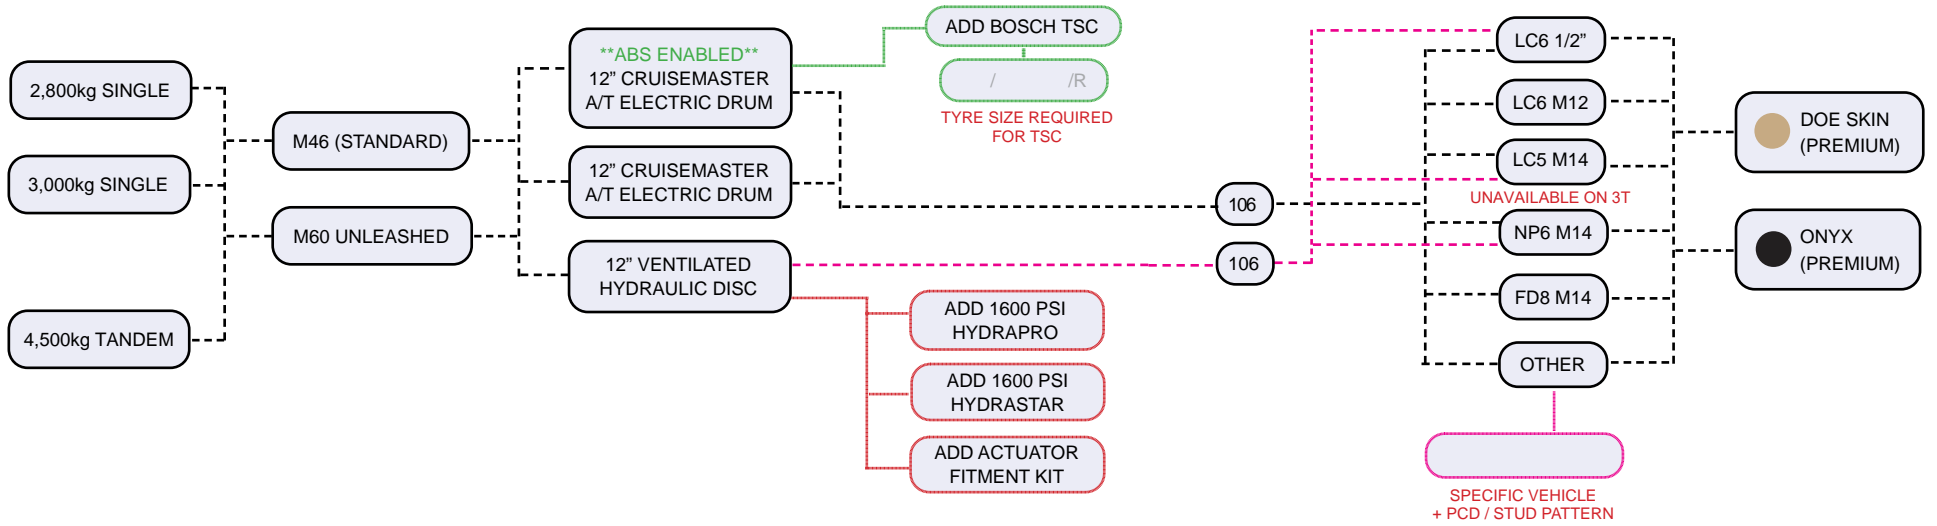 2,800kg SINGLE
3,000kg SINGLE
4,500kg TANDEM
M46 (STANDARD)
M60 UNLEASHED
**ABS ENABLED**
12” CRUISEMASTER
A/T ELECTRIC DRUM
12” CRUISEMASTER
A/T ELECTRIC DRUM
12” VENTILATED
HYDRAULIC DISC
ADD BOSCH TSC
/ /R
TYRE SIZE REQUIRED
FOR TSC
ADD 1600 PSI
HYDRAPRO
ADD 1600 PSI
HYDRASTAR
ADD ACTUATOR
FITMENT KIT
106
106
LC6 1/2”
LC6 M12
LC5 M14
UNAVAILABLE ON 3T
NP6 M14
FD8 M14
OTHER
SPECIFIC VEHICLE
+ PCD / STUD PATTERN
DOE SKIN
(PREMIUM)
ONYX
(PREMIUM)